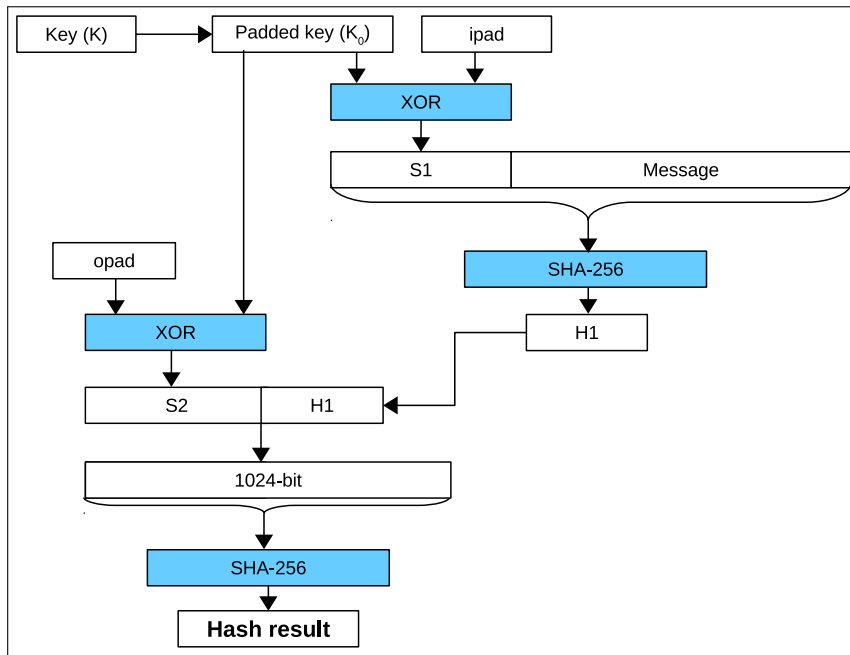 Key (K)
Padded key (K₀)
ipad
XOR
S1
Message
opad
SHA-256
XOR
H1
S2
H1
1024-bit
SHA-256
Hash result